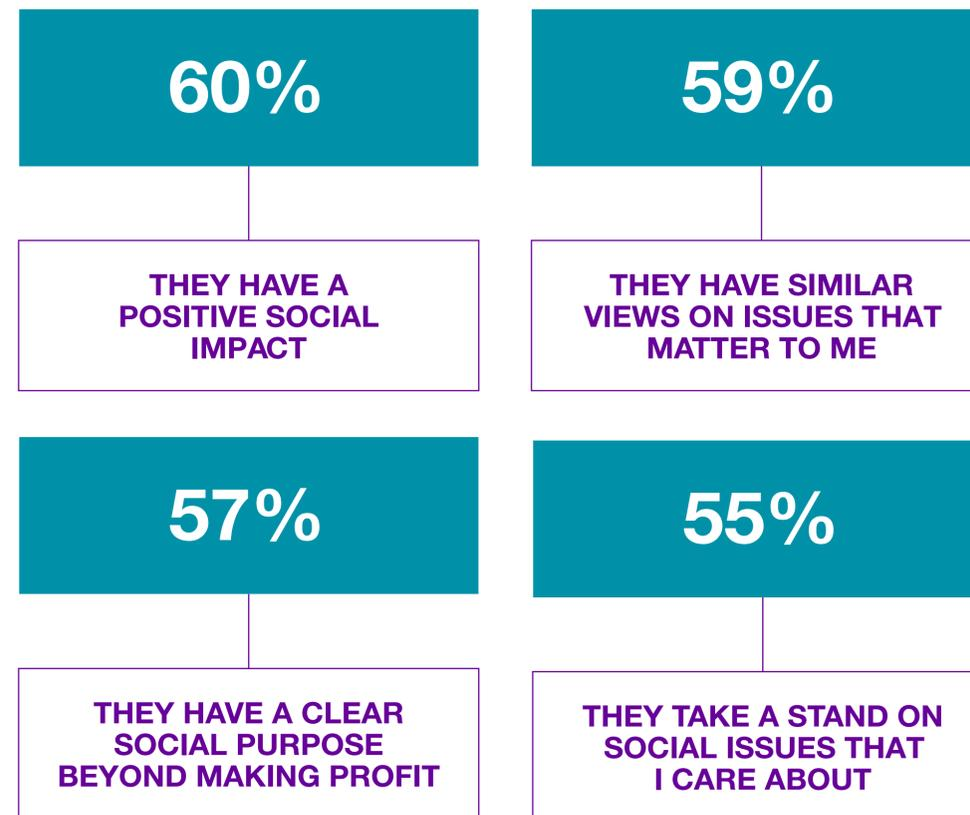 60%
THEY HAVE A
POSITIVE SOCIAL
IMPACT
59%
THEY HAVE SIMILAR
VIEWS ON ISSUES THAT
MATTER TO ME
57%
THEY HAVE A CLEAR
SOCIAL PURPOSE
BEYOND MAKING PROFIT
55%
THEY TAKE A STAND ON
SOCIAL ISSUES THAT
I CARE ABOUT